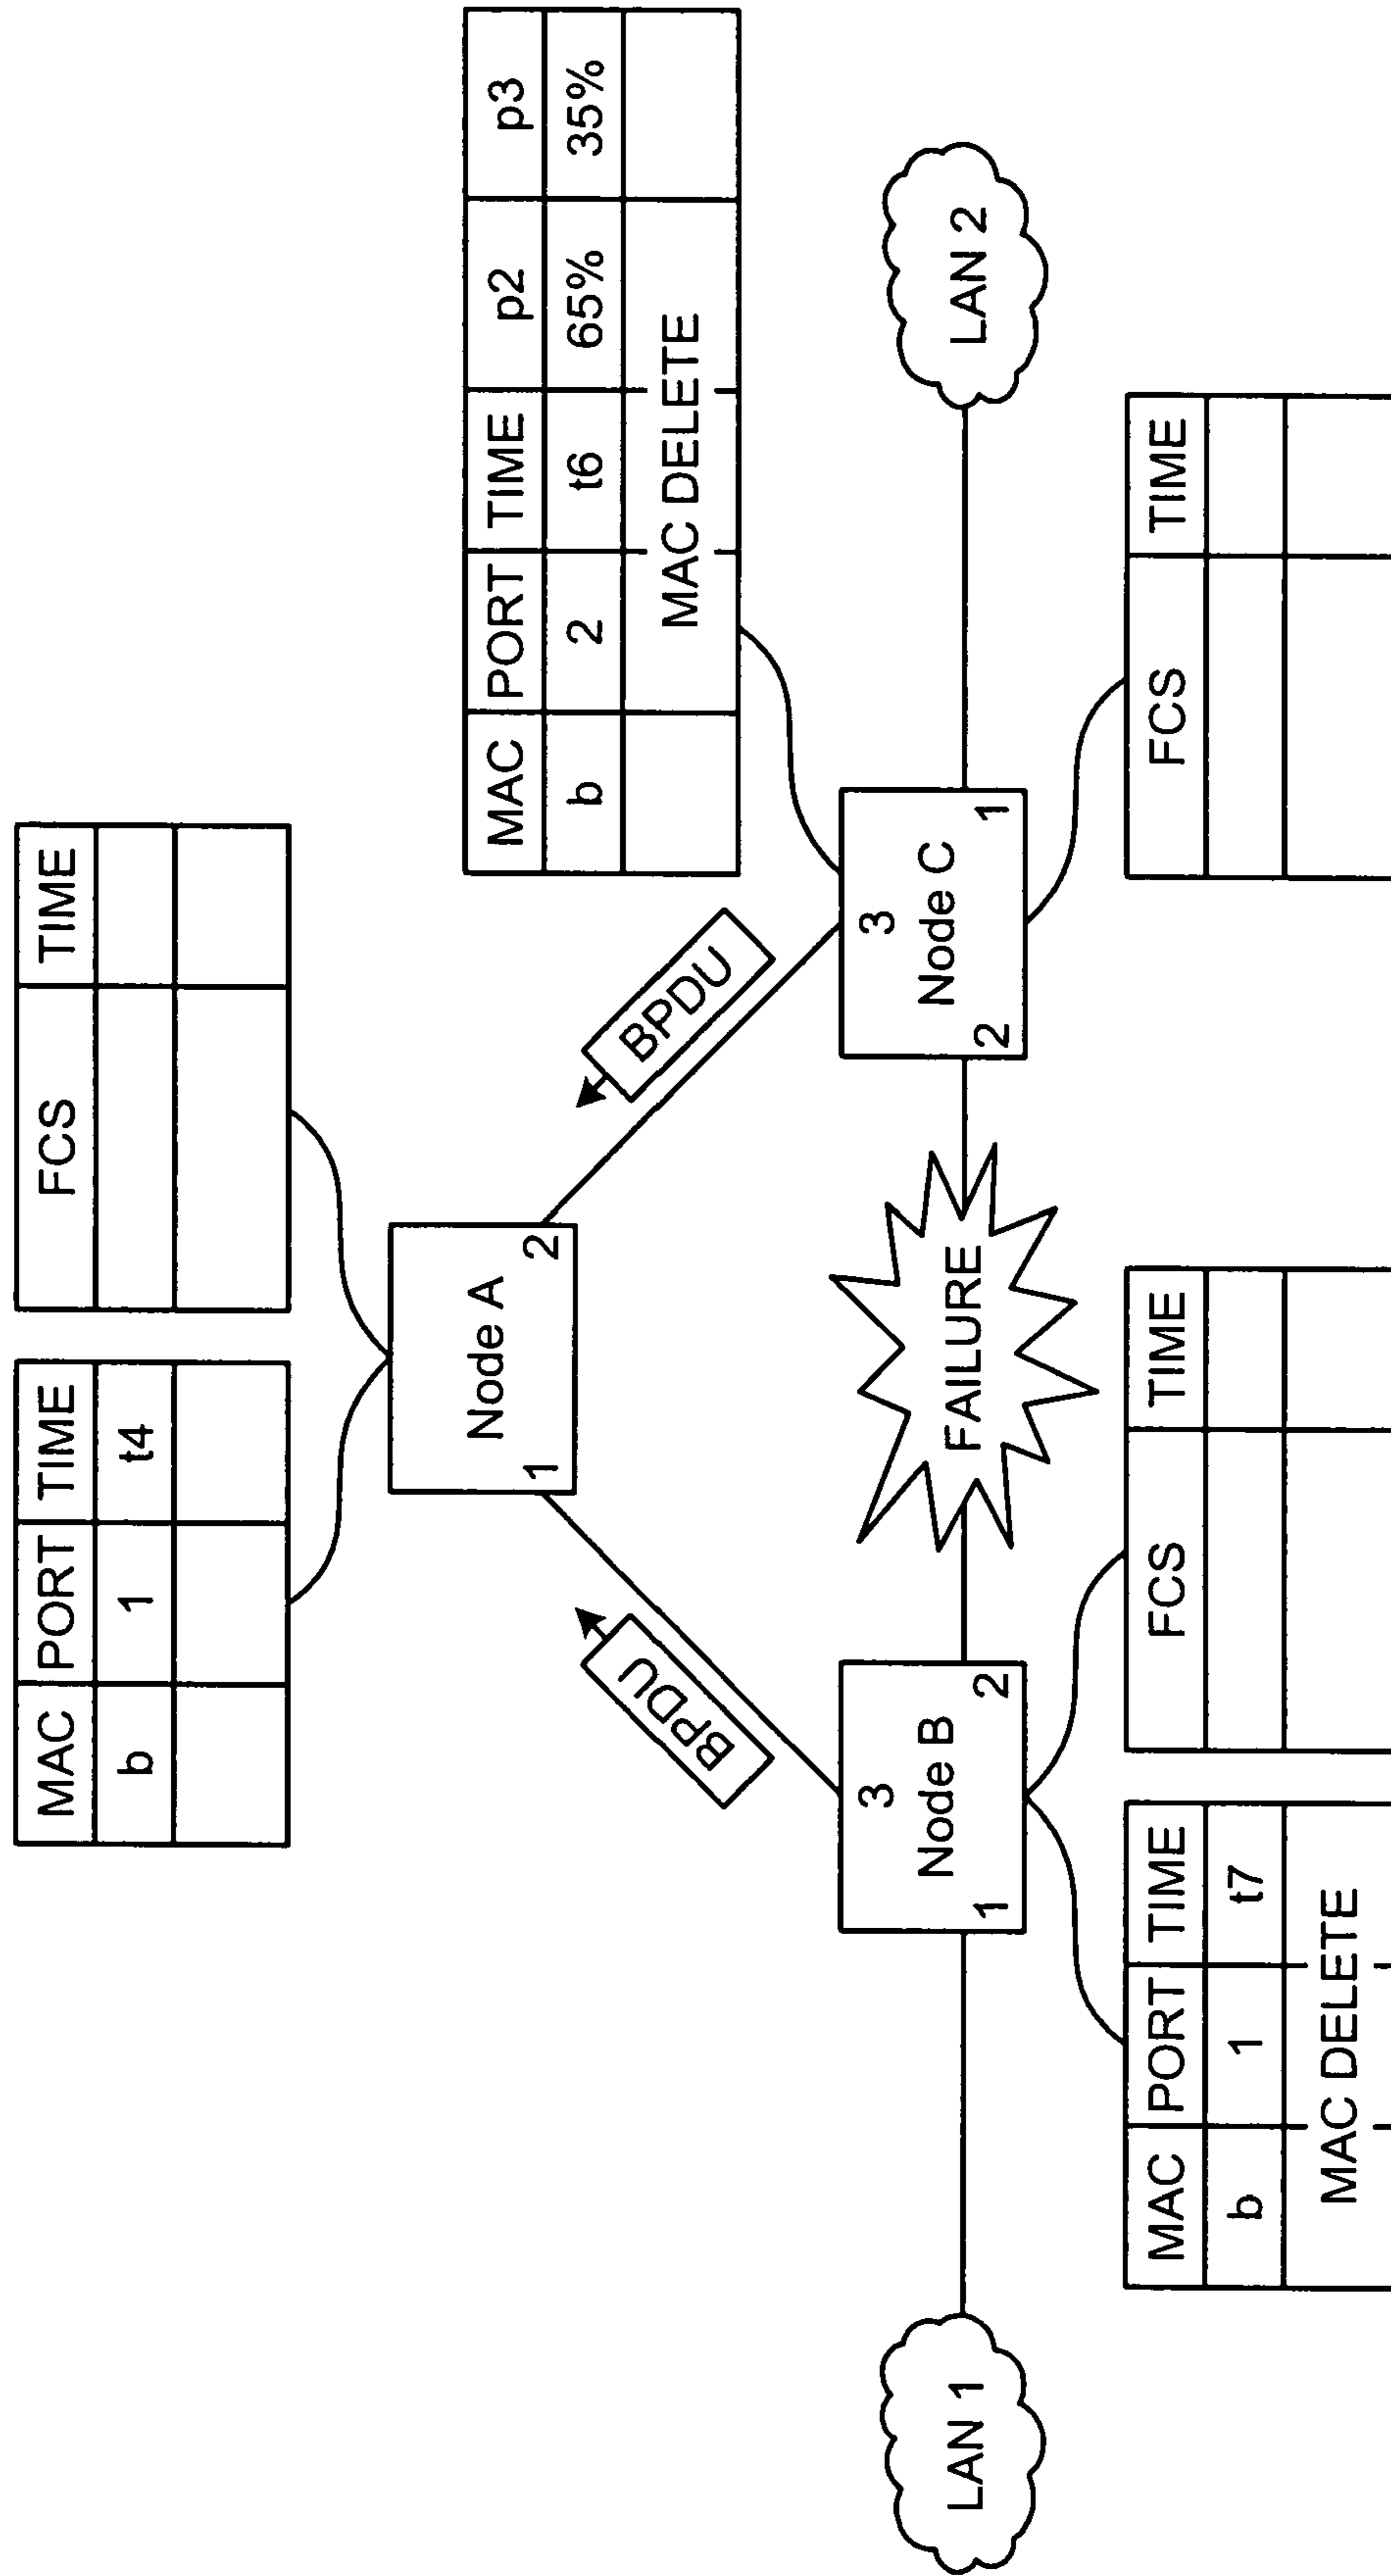 MAC PORT TIME
b 1 t4
FCS TIME
Node A
1 2
BPDU
BPDU
MAC PORT TIME p2 p3
b 2 t6 65% 35%
MAC DELETE
LAN 1
3
Node B
1 2
FAILURE
3
Node C
2 1
LAN 2
MAC PORT TIME
b 1 t7
MAC DELETE
FCS TIME
FCS TIME